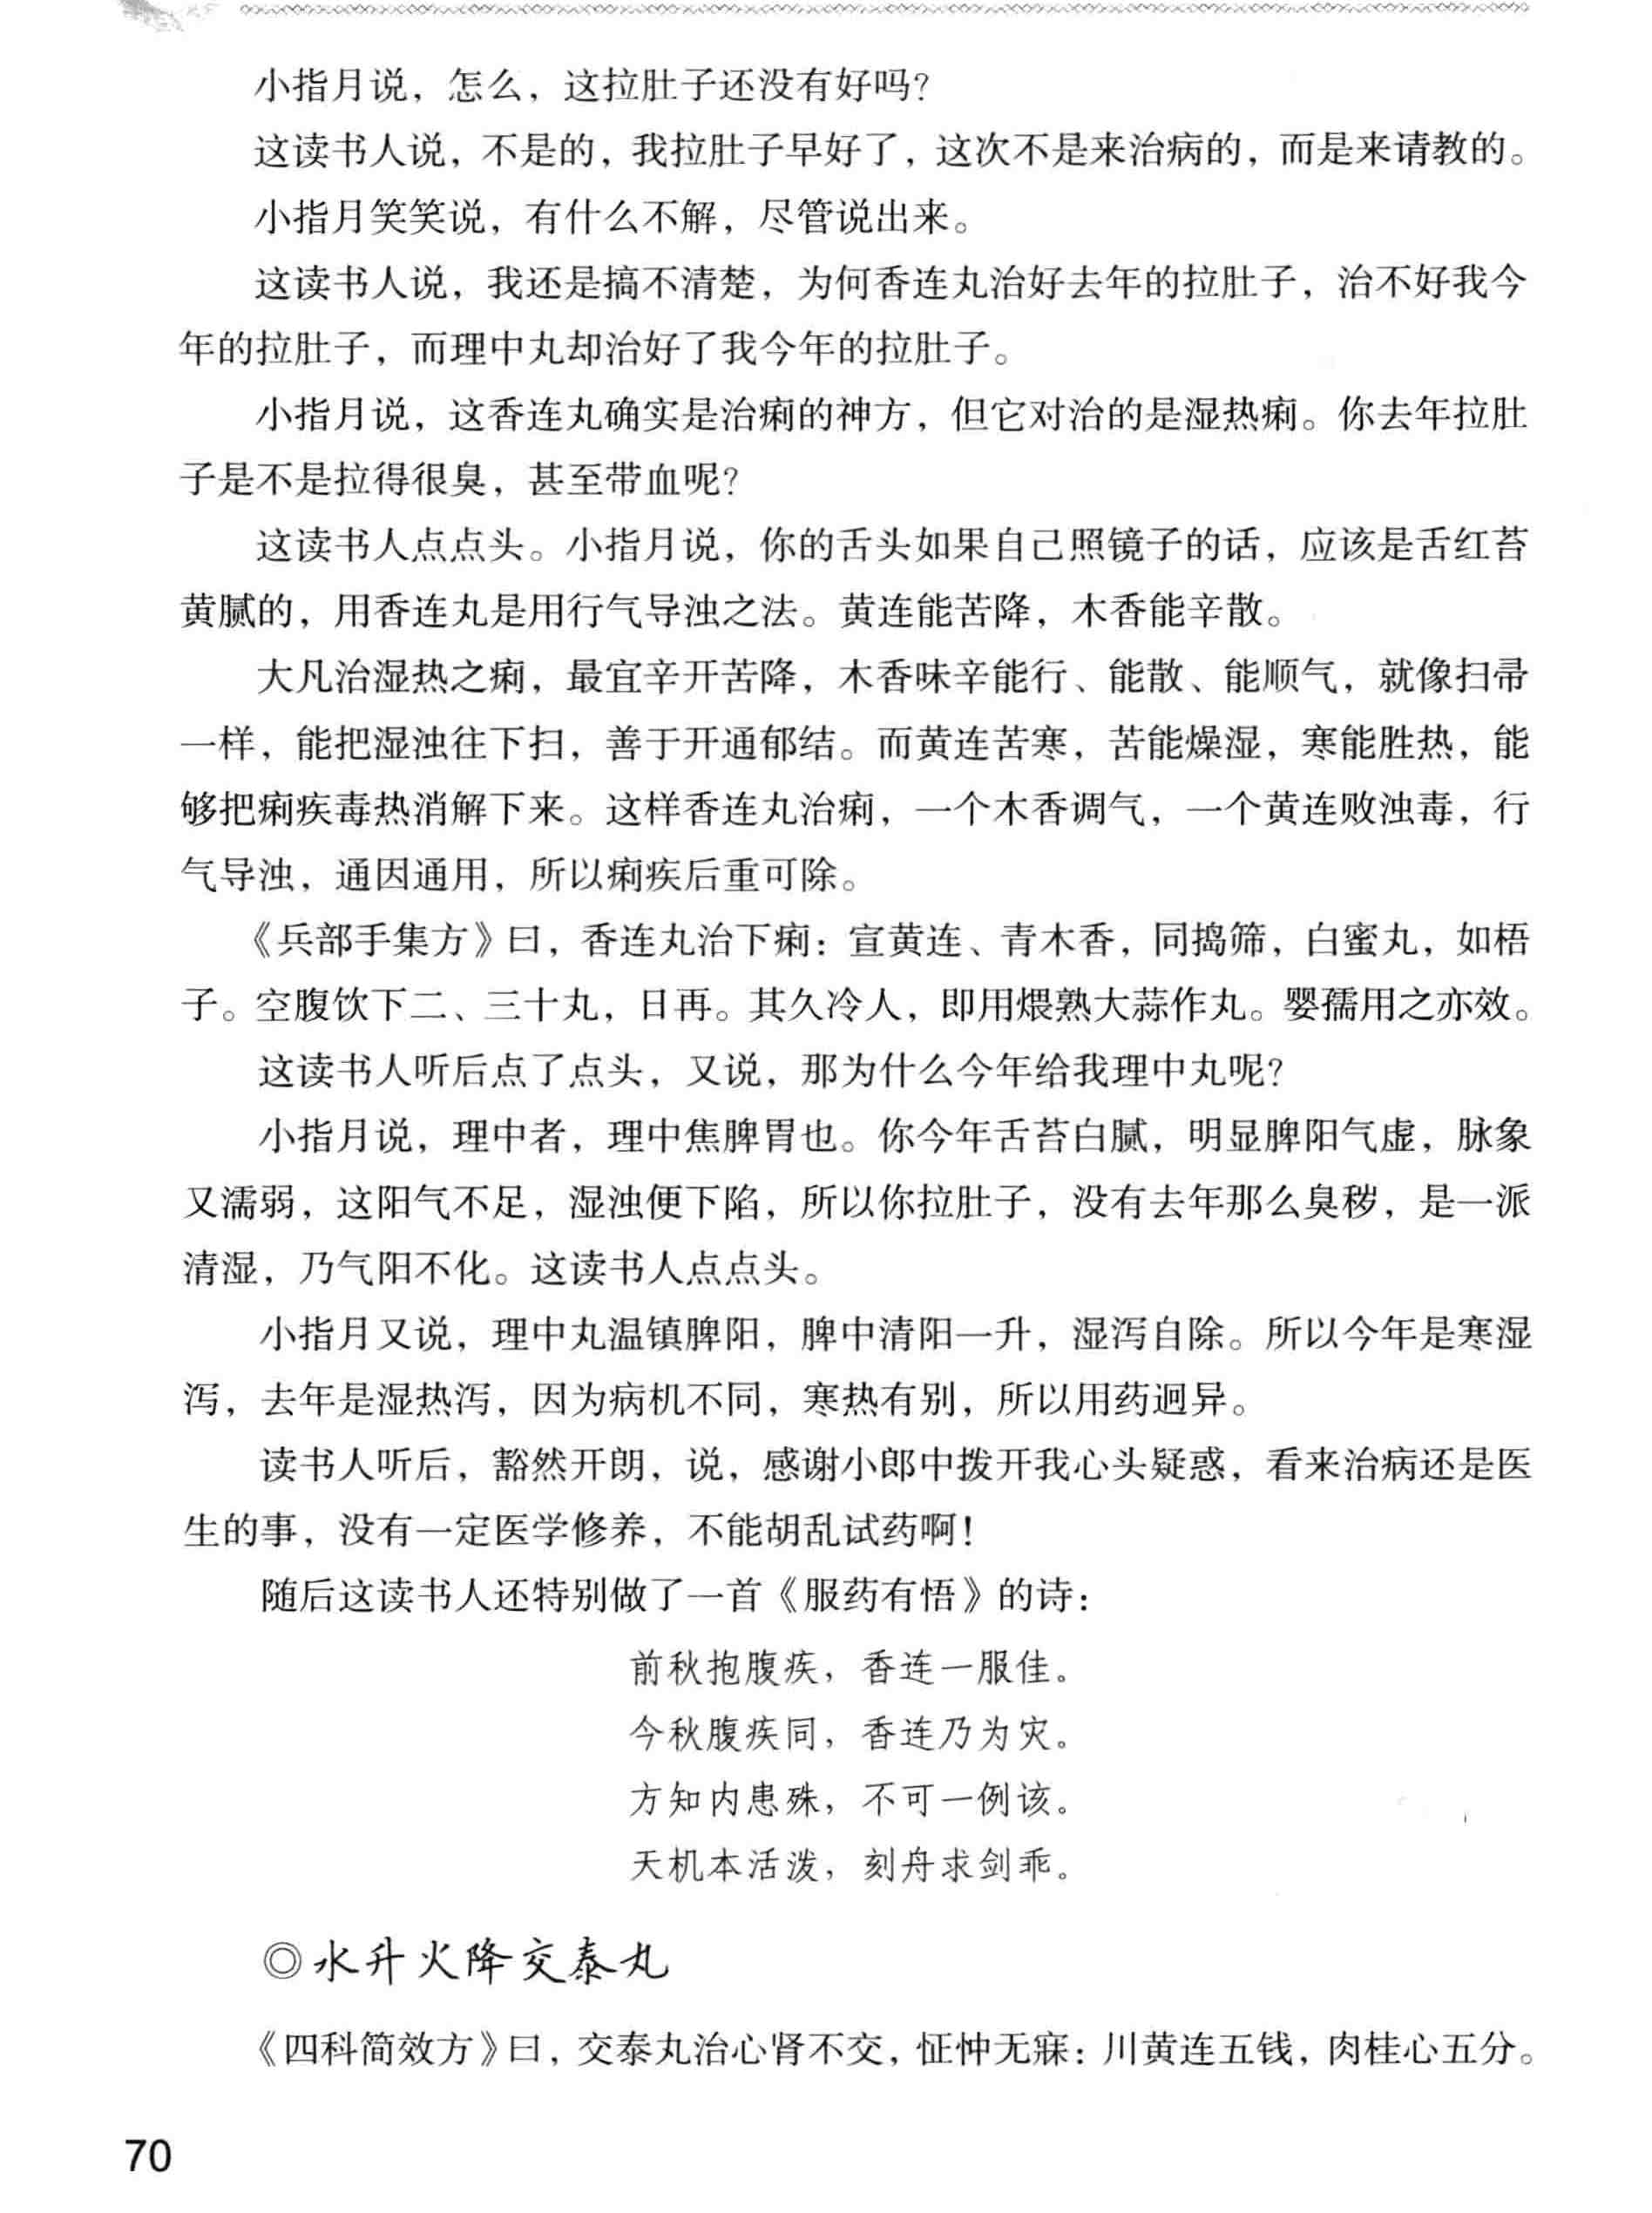 小指月说，怎么，这拉肚子还没有好吗？
这读书人说，不是的，我拉肚子早好了，这次不是来治病的，而是来请教的。
小指月笑笑说，有什么不解，尽管说出来。
这读书人说，我还是搞不清楚，为何香连丸治好去年的拉肚子，治不好我今
年的拉肚子，而理中丸却治好了我今年的拉肚子。
小指月说，这香连丸确实是治痢的神方，但它对治的是湿热痢。你去年拉肚
子是不是拉得很臭，甚至带血呢？
这读书人点点头。小指月说，你的舌头如果自己照镜子的话，应该是舌红苔
黄腻的，用香连丸是用行气导浊之法。黄连能苦降，木香能辛散。
大凡治湿热之痢，最宜辛开苦降，木香味辛能行、能散、能顺气，就像扫帚
一样，能把湿浊往下扫，善于开通郁结。而黄连苦寒，苦能燥湿，寒能胜热，能
够把痢疾毒热消解下来。这样香连丸治痢，一个木香调气，一个黄连败浊毒，行
气导浊，通因通用，所以痢疾后重可除。
《兵部手集方》曰，香连丸治下痢：宣黄连、青木香，同捣筛，白蜜丸，如梧
子。空腹饮下二、三十丸，日再。其久冷人，即用煨熟大蒜作丸。婴孺用之亦效。
这读书人听后点了点头，又说，那为什么今年给我理中丸呢？
小指月说，理中者，理中焦脾胃也。你今年舌苔白腻，明显脾阳气虚，脉象
又濡弱，这阳气不足，湿浊便下陷，所以你拉肚子，没有去年那么臭秽，是一派
清湿，乃气阳不化。这读书人点点头。
小指月又说，理中丸温镇脾阳，脾中清阳一升，湿泻自除。所以今年是寒湿
泻，去年是湿热泻，因为病机不同，寒热有别，所以用药迥异。
读书人听后，豁然开朗，说，感谢小郎中拨开我心头疑惑，看来治病还是医
生的事，没有一定医学修养，不能胡乱试药啊！
随后这读书人还特别做了一首《服药有悟》的诗：
前秋抱腹疾，香连一服佳。
今秋腹疾同，香连乃为灾。
方知内患殊，不可一例该。
天机本活泼，刻舟求剑乖。
◎水升火降交泰丸
《四科简效方》曰，交泰丸治心肾不交，怔忡无寐：川黄连五钱，肉桂心五分。
70